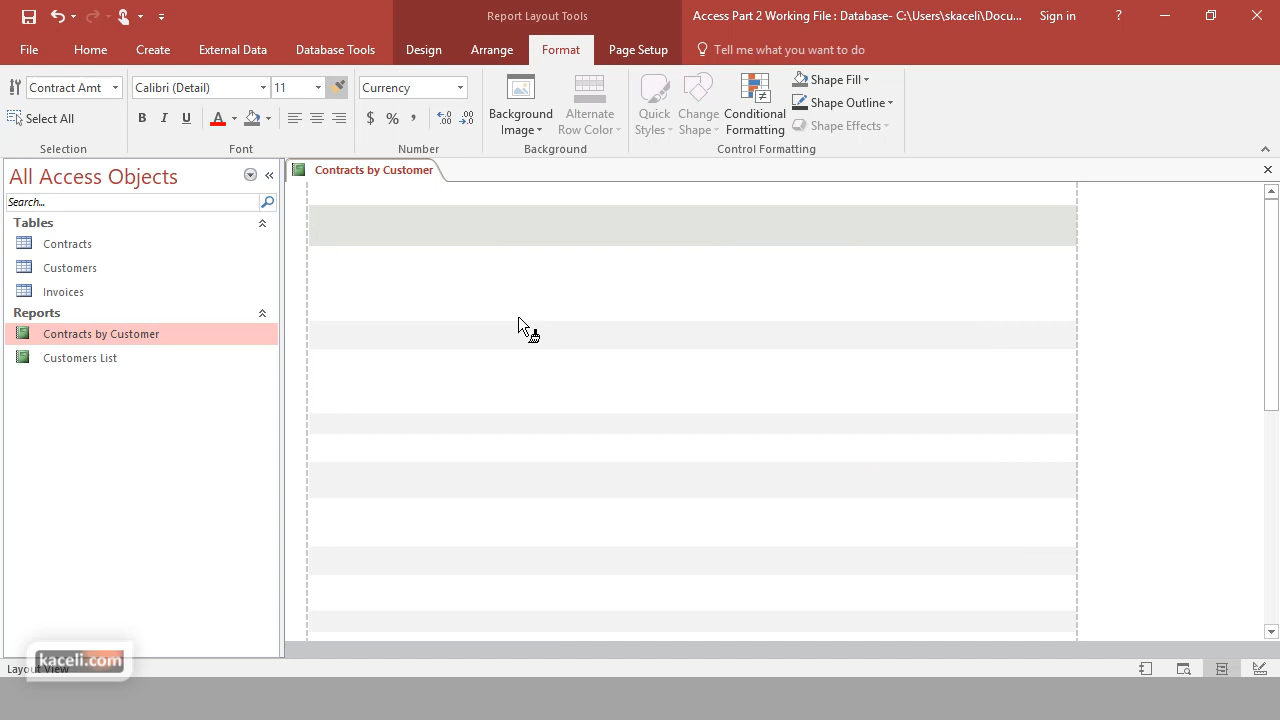 Report Layout Tools
Access Part 2 Working File : Database- C:\Users\skaceli\Docu...
Sign in
?
File
Home
Create
External Data
Database Tools
Design
Arrange
Format
Page Setup
Tell me what you want to do
Contract Amt
Calibri (Detail)
11
Currency
Select All
B I U A
$ % ,
Background Image
Alternate Row Color
Quick Styles
Change Shape
Conditional Formatting
Shape Fill
Shape Outline
Shape Effects
Selection
Font
Number
Background
Control Formatting
All Access Objects
Search...
Tables
Contracts
Customers
Invoices
Reports
Contracts by Customer
Customers List
Contracts by Customer
kaceli.com
Layout View